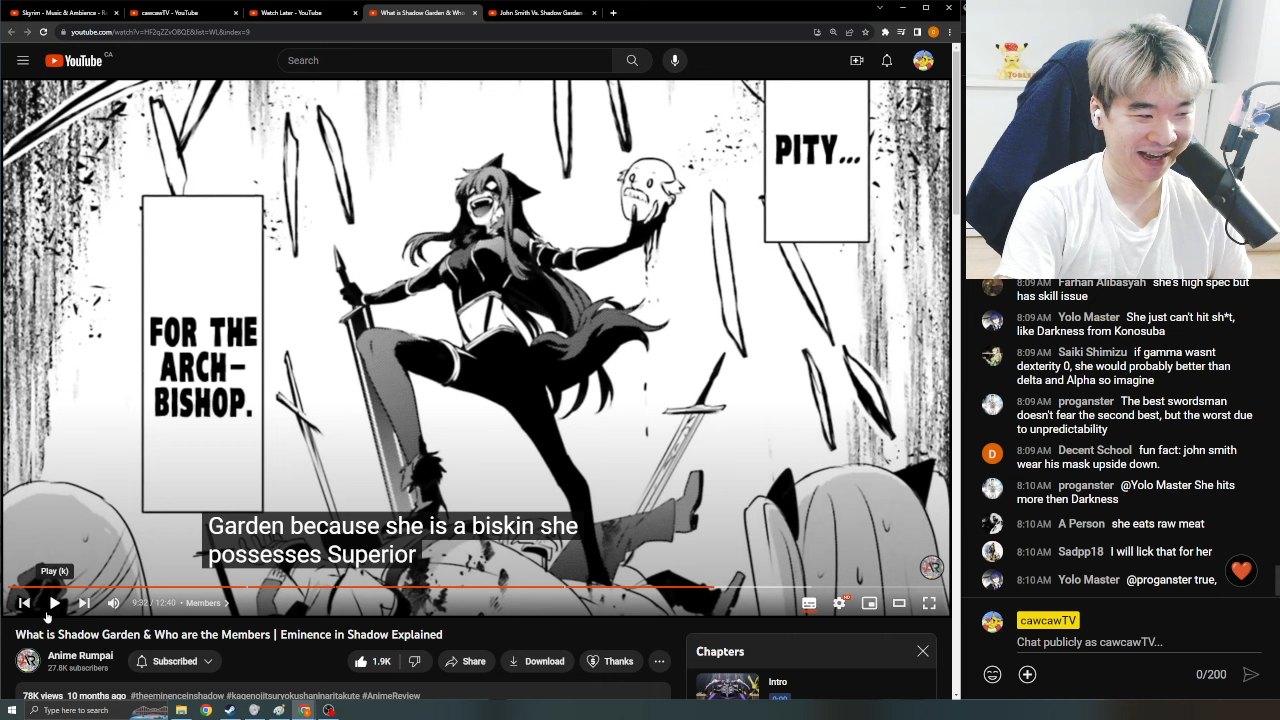 Skyrim - Music & Ambience - R
cawcawTV - YouTube
Watch Later - YouTube
What is Shadow Garden & Who
John Smith Vs. Shadow Garden
youtube.com/watch?v=HF2qZZvOBQE&list=WL&index=9
YouTube CA
Search
PITY...
FOR THE
ARCH-
BISHOP.
Garden because she is a biskin she
possesses Superior
Play (k)
9:32 / 12:40 • Members
What is Shadow Garden & Who are the Members | Eminence in Shadow Explained
Anime Rumpai
27.8K subscribers
Subscribed
1.9K
Share
Download
Thanks
78K views 10 months ago #theeminenceinshadow #kagenojitsuryokushaninaritakute #AnimeReview
Chapters
Intro
0:00
8:09 AM Farhan Alibasyah she's high spec but
has skill issue
8:09 AM Yolo Master She just can't hit sh*t,
like Darkness from Konosuba
8:09 AM Saiki Shimizu if gamma wasnt
dexterity 0, she would probably better than
delta and Alpha so imagine
8:09 AM proganster The best swordsman
doesn't fear the second best, but the worst due
to unpredictability
8:09 AM Decent School fun fact: john smith
wear his mask upside down.
8:10 AM proganster @Yolo Master She hits
more then Darkness
8:10 AM A Person she eats raw meat
8:10 AM Sadpp18 I will lick that for her
8:10 AM Yolo Master @proganster true,
cawcawTV
Chat publicly as cawcawTV...
0/200
Type here to search